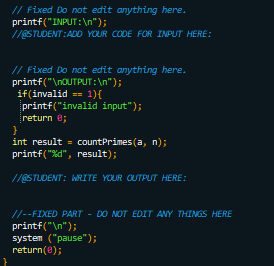 // Fixed Do not edit anything here.
printf("INPUT:\n");
//@STUDENT:ADD YOUR CODE FOR INPUT HERE:
// Fixed Do not edit anything here.
printf("\nOUTPUT:\n");
if(invalid == 1){
printf("invalid input");
return 0;
}
int result = countPrimes(a, n);
printf("%d", result);
//@STUDENT: WRITE YOUR OUTPUT HERE:
//--FIXED PART - DO NOT EDIT ANY THINGS HERE
printf("\n");
system ("pause");
return(0);
}